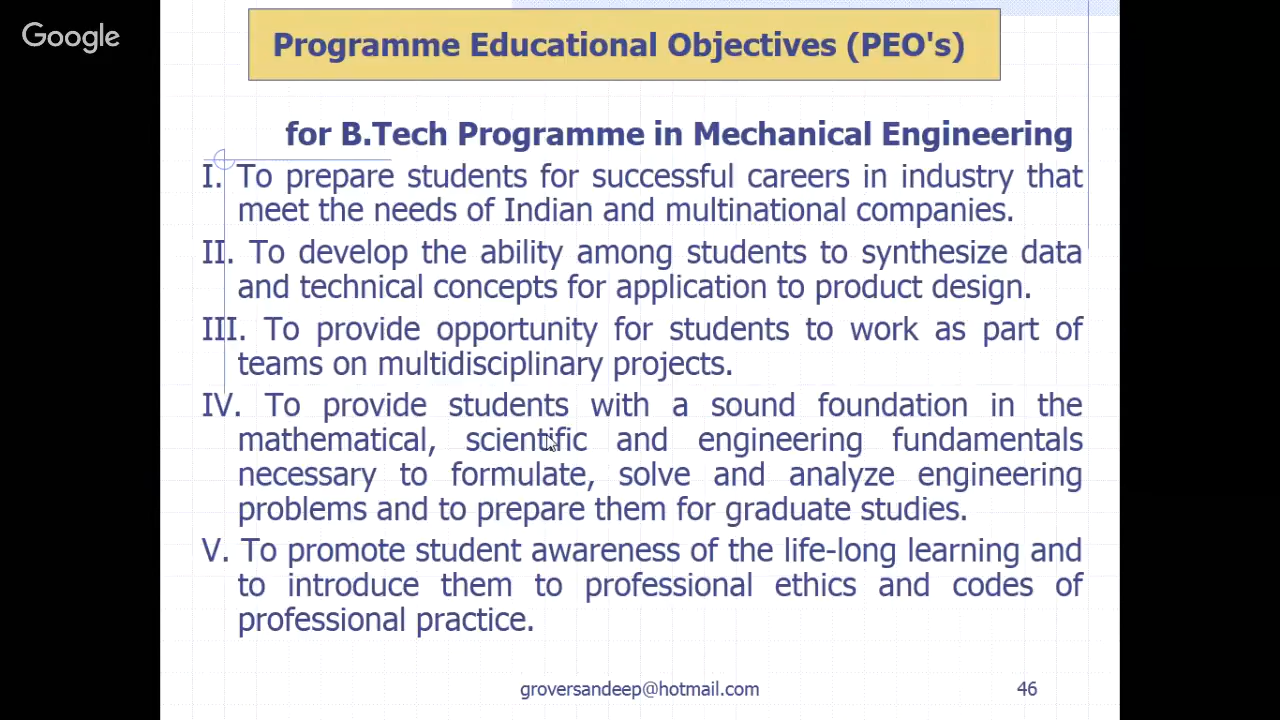 Google
Programme Educational Objectives (PEO's)
for B.Tech Programme in Mechanical Engineering
I. To prepare students for successful careers in industry that
meet the needs of Indian and multinational companies.
II. To develop the ability among students to synthesize data
and technical concepts for application to product design.
III. To provide opportunity for students to work as part of
teams on multidisciplinary projects.
IV. To provide students with a sound foundation in the
mathematical, scientific and engineering fundamentals
necessary to formulate, solve and analyze engineering
problems and to prepare them for graduate studies.
V. To promote student awareness of the life-long learning and
to introduce them to professional ethics and codes of
professional practice.
groversandeep@hotmail.com
46